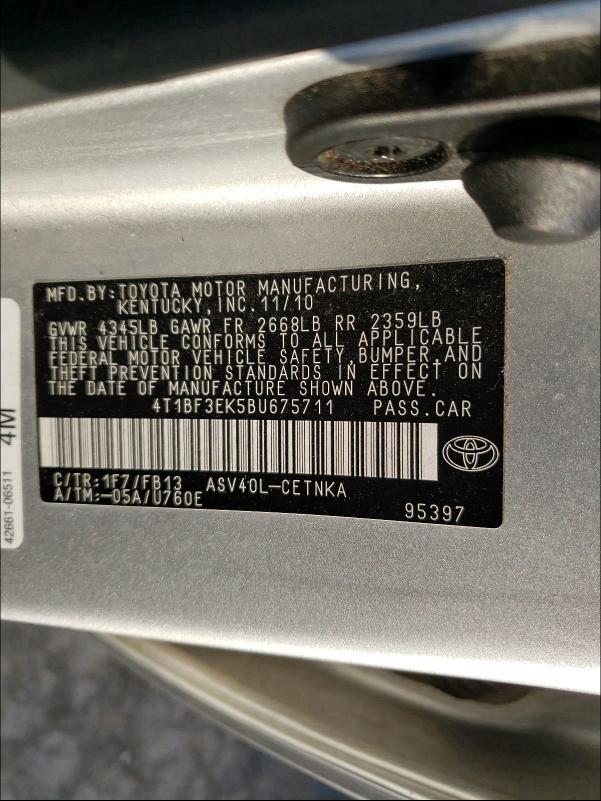 MFD.BY:TOYOTA MOTOR MANUFACTURING,
KENTUCKY, INC. 11/10
GVWR 4345LB GAWR FR 2668LB RR 2359LB
THIS VEHICLE CONFORMS TO ALL APPLICABLE
FEDERAL MOTOR VEHICLE SAFETY, BUMPER, AND
THEFT PREVENTION STANDARDS IN EFFECT ON
THE DATE OF MANUFACTURE SHOWN ABOVE.
4T1BF3EK5BU675711 PASS.CAR
C/TR:1F7/FB13 ASV40L-CETNKA
A/TM:-05A/U760E
95397
42661-06511
4M